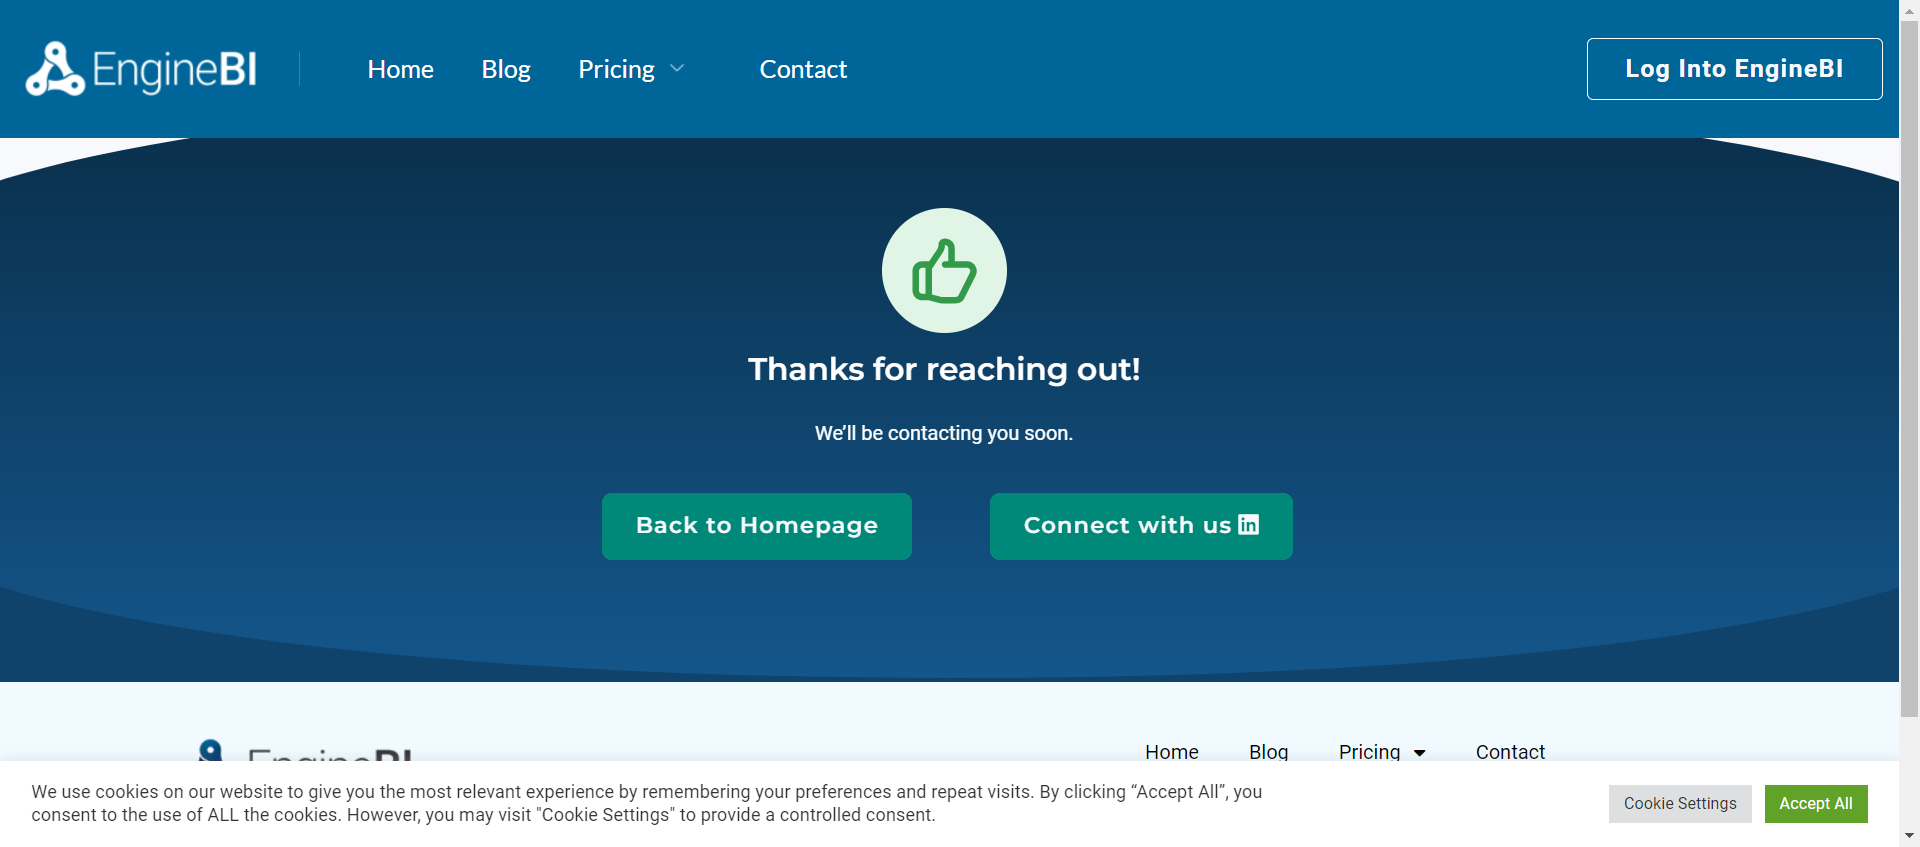 EngineBI
Home Blog Pricing Contact
Log Into EngineBI
Thanks for reaching out!
We’ll be contacting you soon.
Back to Homepage
Connect with us in
EngineBI
Home Blog Pricing Contact
We use cookies on our website to give you the most relevant experience by remembering your preferences and repeat visits. By clicking “Accept All”, you
consent to the use of ALL the cookies. However, you may visit "Cookie Settings" to provide a controlled consent.
Cookie Settings
Accept All